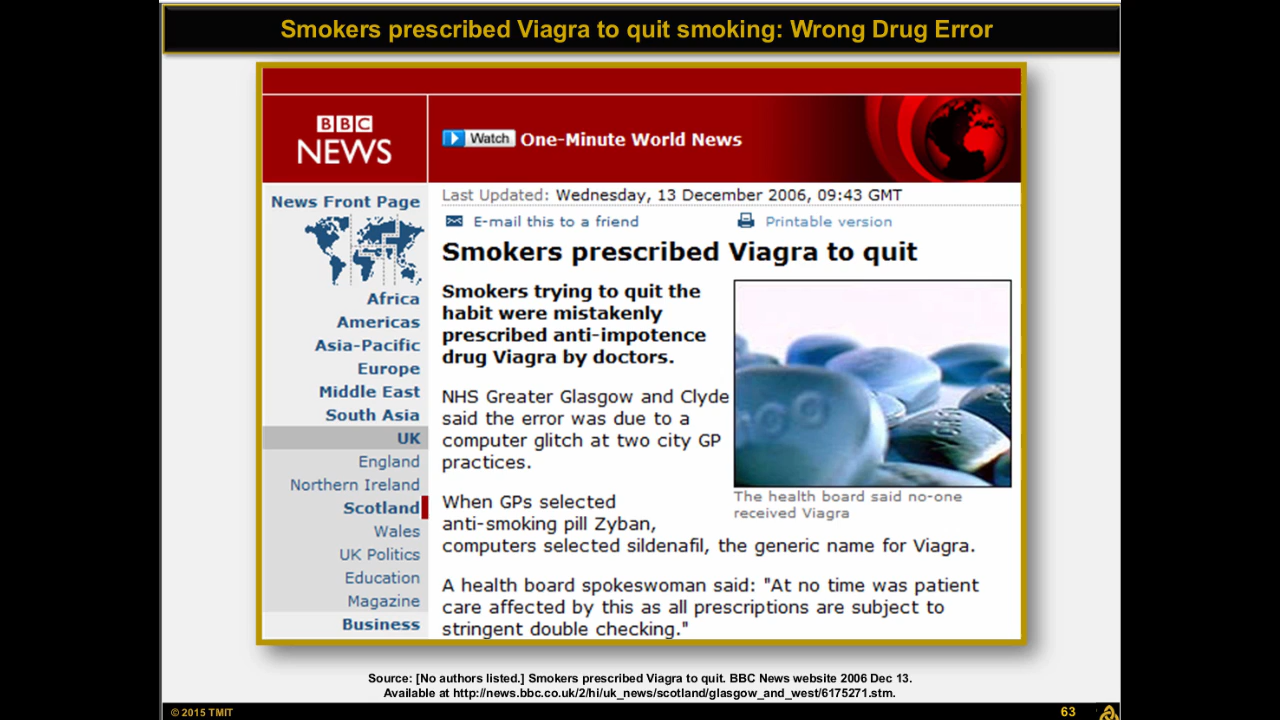 Smokers prescribed Viagra to quit smoking: Wrong Drug Error
BBC
NEWS
Watch One-Minute World News
News Front Page
Africa
Americas
Asia-Pacific
Europe
Middle East
South Asia
UK
England
Northern Ireland
Scotland
Wales
UK Politics
Education
Magazine
Business
Last Updated: Wednesday, 13 December 2006, 09:43 GMT
E-mail this to a friend
Printable version
Smokers prescribed Viagra to quit
Smokers trying to quit the
habit were mistakenly
prescribed anti-impotence
drug Viagra by doctors.
NHS Greater Glasgow and Clyde
said the error was due to a
computer glitch at two city GP
practices.
The health board said no-one
received Viagra
When GPs selected
anti-smoking pill Zyban,
computers selected sildenafil, the generic name for Viagra.
A health board spokeswoman said: "At no time was patient
care affected by this as all prescriptions are subject to
stringent double checking."
Source: [No authors listed.] Smokers prescribed Viagra to quit. BBC News website 2006 Dec 13.
Available at http://news.bbc.co.uk/2/hi/uk_news/scotland/glasgow_and_west/6175271.stm.
© 2015 TMIT
63